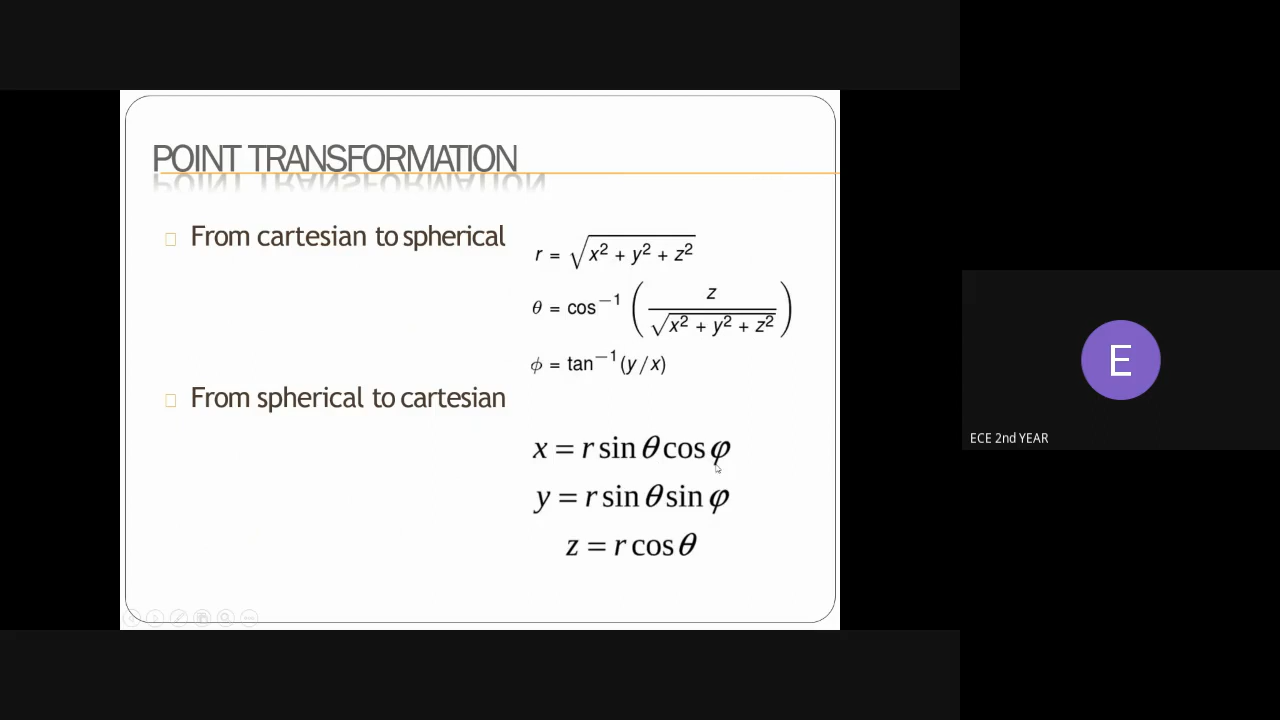 POINT TRANSFORMATION
From cartesian to spherical
r = √(x² + y² + z²)
θ = cos⁻¹ (z / √(x² + y² + z²))
ϕ = tan⁻¹(y/x)
From spherical to cartesian
x = r sin θ cos φ
y = r sin θ sin φ
z = r cos θ
E
ECE 2nd YEAR